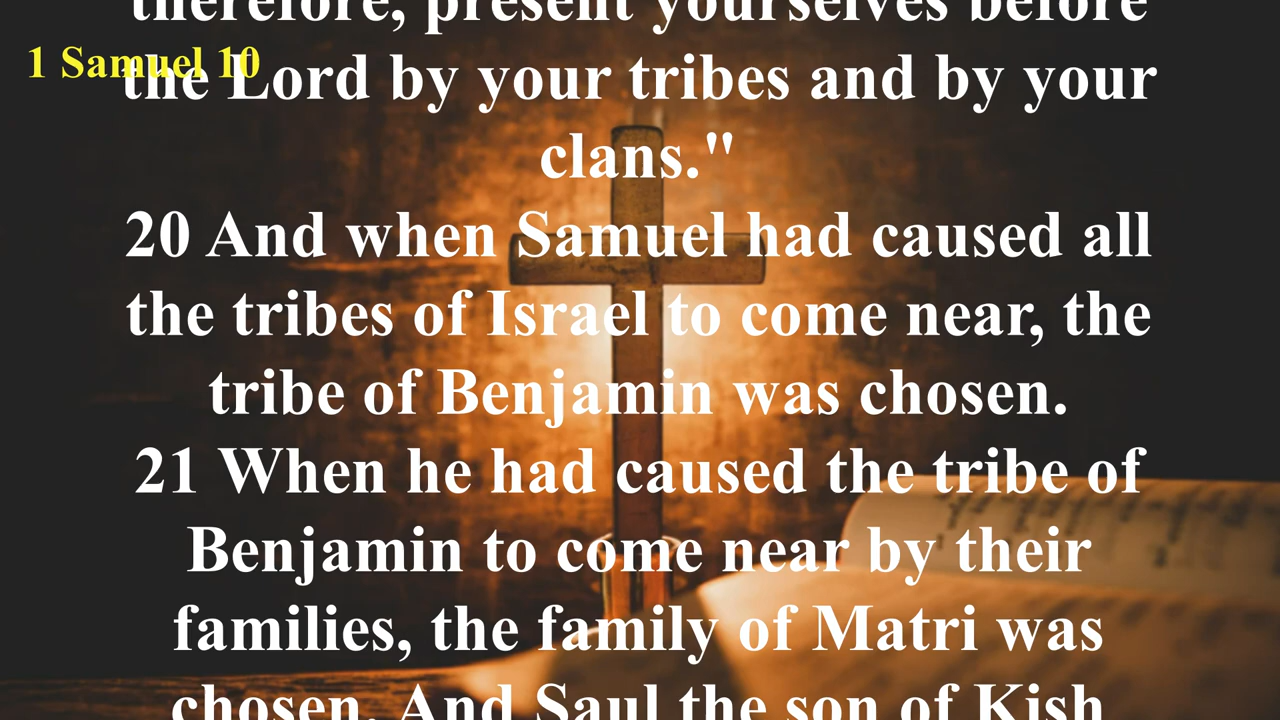 therefore, present yourselves before
1 Samuel 10
the Lord by your tribes and by your
clans."
20 And when Samuel had caused all
the tribes of Israel to come near, the
tribe of Benjamin was chosen.
21 When he had caused the tribe of
Benjamin to come near by their
families, the family of Matri was
chosen. And Saul the son of Kish